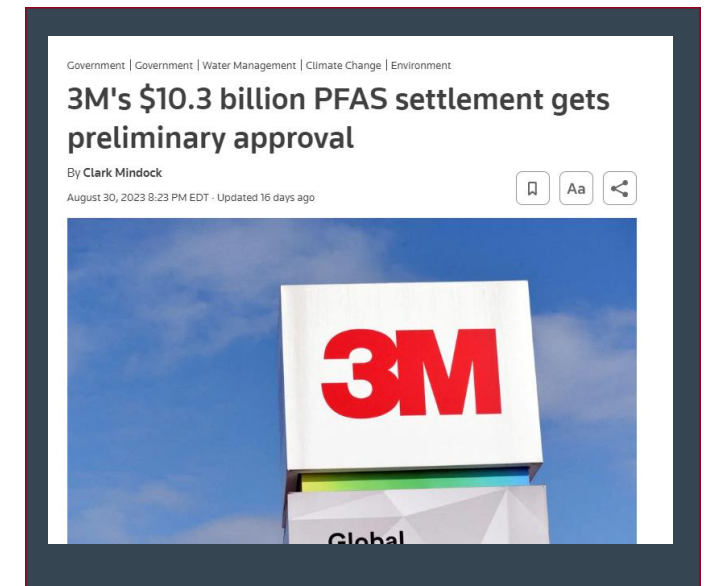 Government | Government | Water Management | Climate Change | Environment
3M's $10.3 billion PFAS settlement gets
preliminary approval
By Clark Mindock
August 30, 2023 8:23 PM EDT · Updated 16 days ago
Aa
3M
Global